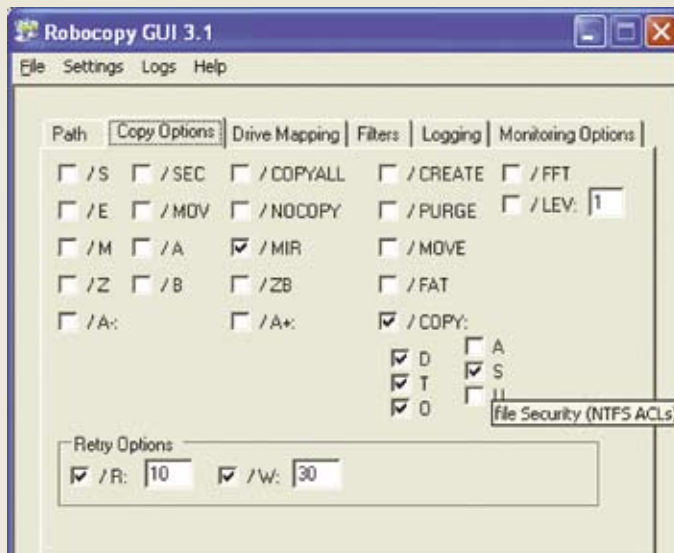 Robocopy GUI 3.1
File Settings Logs Help
Path Copy Options Drive Mapping Filters Logging Monitoring Options
/S /SEC /COPYALL /CREATE /FFT
/E /MOV /NOCOPY /PURGE /LEV: 1
/M /A /MIR /MOVE
/Z /B /ZB /FAT
/A-: /A+: /COPY:
D A
T S
O U
file Security (NTFS ACLs)
Retry Options
/R: 10 /W: 30